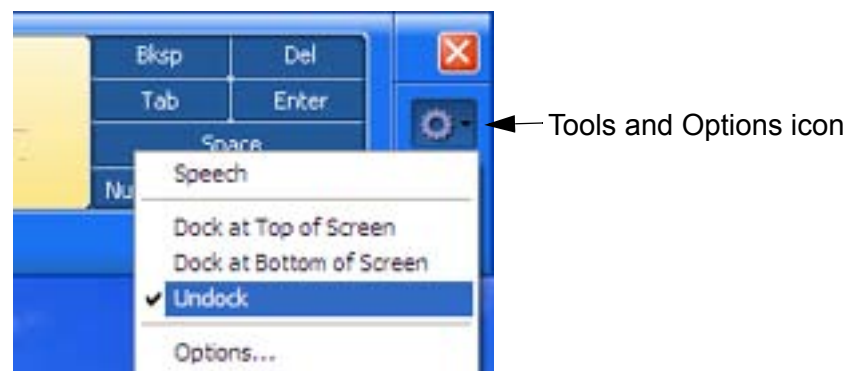 Bksp Del
Tab Enter
Tools and Options icon
Space
Speech
Nu
Dock at Top of Screen
Dock at Bottom of Screen
Undock
Options...